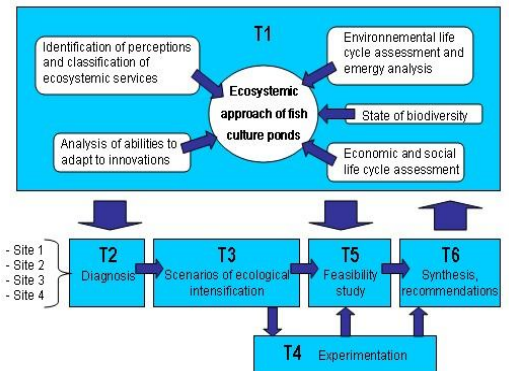 T1
Identification of perceptions
and classification of
ecosystemic services
Environnemental life
cycle assessment and
emergy analysis
Ecosystemic
approach of fish
culture ponds
State of biodiversity
Analysis of abilities to
adapt to innovations
Economic and social
life cycle assessment
- Site 1
- Site 2
- Site 3
- Site 4
T2
Diagnosis
T3
Scenarios of ecological
intensification
T5
Feasibility
study
T6
Synthesis,
recommendations
T4 Experimentation